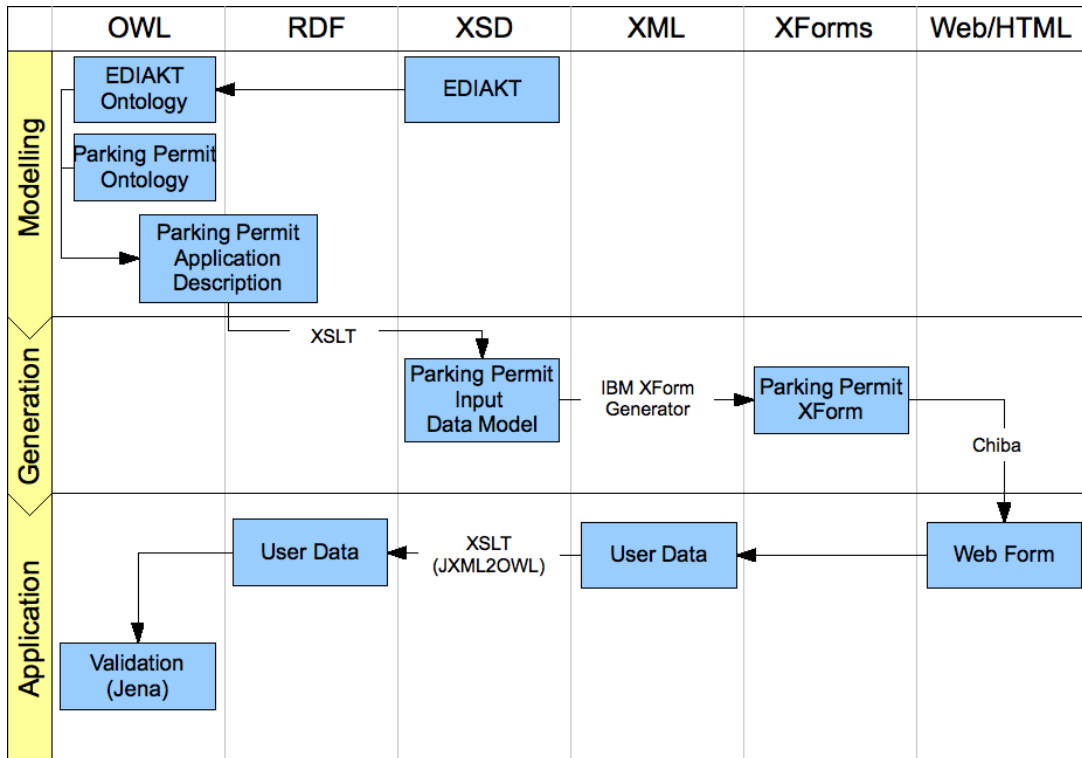 OWL
RDF
XSD
XML
XForms
Web/HTML
Modelling
EDIAKT
Ontology
EDIAKT
Parking Permit
Ontology
Parking Permit
Application
Description
Generation
XSLT
Parking Permit
Input
Data Model
IBM XForm
Generator
Parking Permit
XForm
Chiba
Application
User Data
XSLT
(JXML2OWL)
User Data
Web Form
Validation
(Jena)